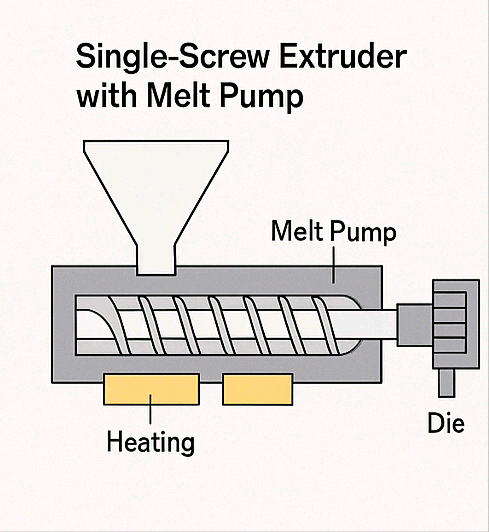 Single-Screw Extruder
with Melt Pump
Melt Pump
Heating
Die